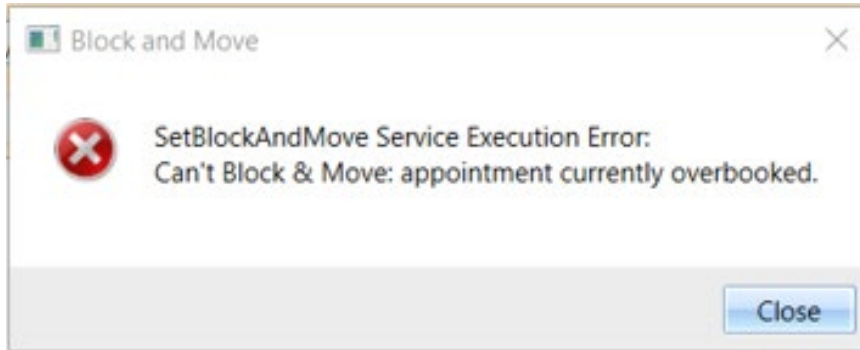 Block and Move
SetBlockAndMove Service Execution Error:
Can't Block & Move: appointment currently overbooked.
Close